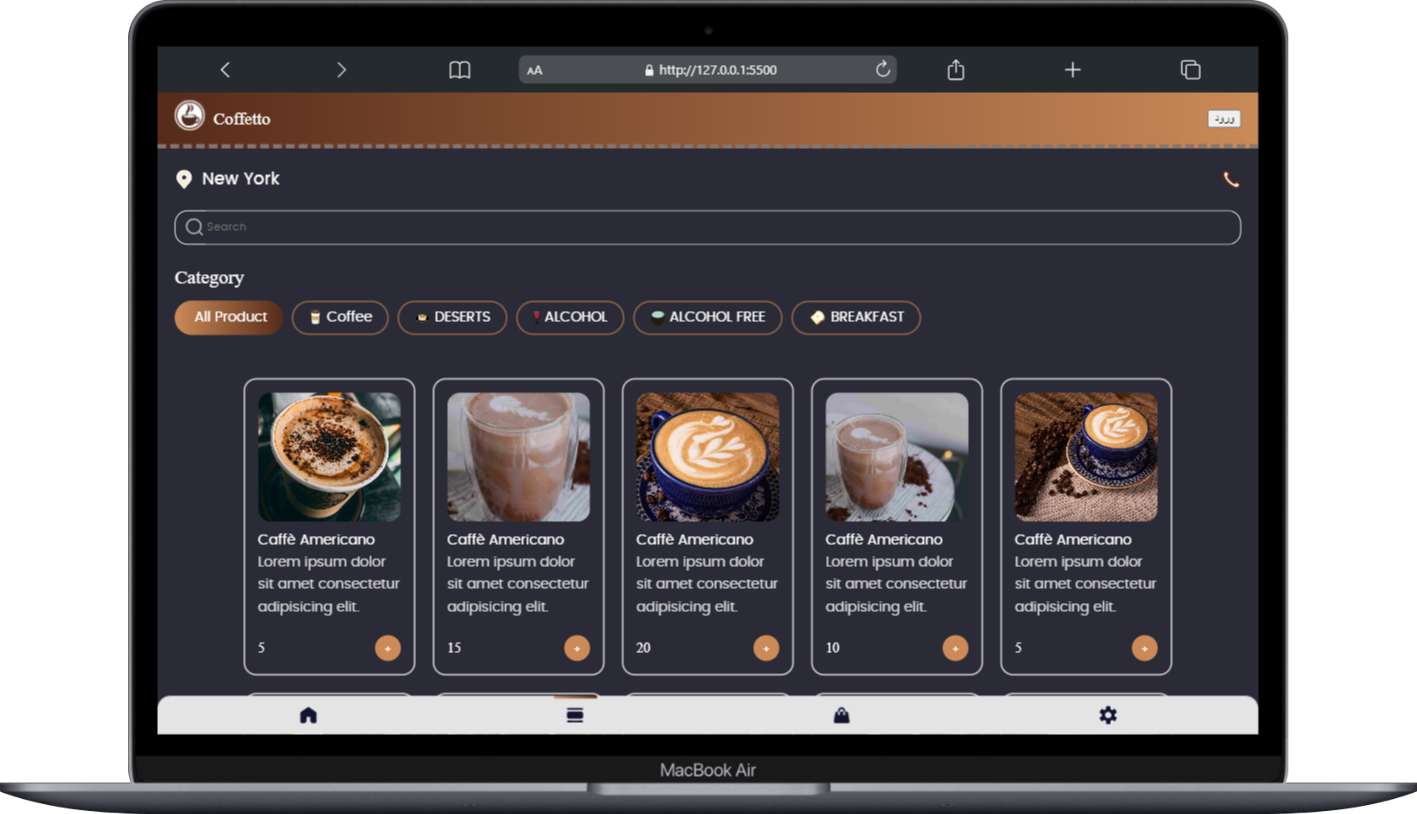 AA
http://127.0.0.1:5500
Coffetto
ورود
New York
Search
Category
All Product
Coffee
DESERTS
ALCOHOL
ALCOHOL FREE
BREAKFAST
Caffè Americano
Lorem ipsum dolor
sit amet consectetur
adipisicing elit.
5
+
Caffè Americano
Lorem ipsum dolor
sit amet consectetur
adipisicing elit.
15
+
Caffè Americano
Lorem ipsum dolor
sit amet consectetur
adipisicing elit.
20
+
Caffè Americano
Lorem ipsum dolor
sit amet consectetur
adipisicing elit.
10
+
Caffè Americano
Lorem ipsum dolor
sit amet consectetur
adipisicing elit.
5
+
MacBook Air